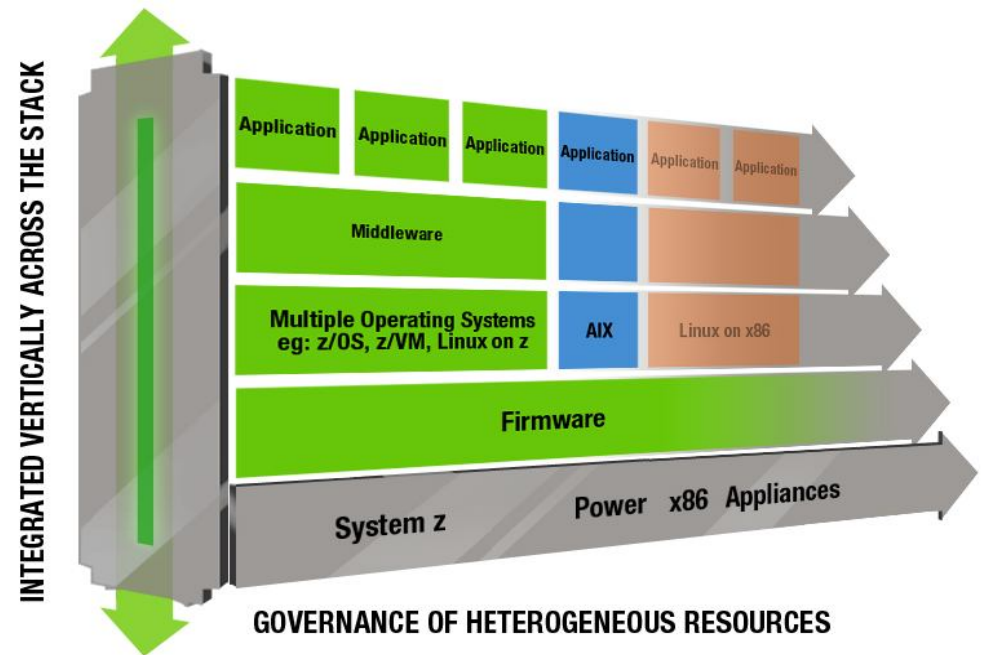 INTEGRATED VERTICALLY ACROSS THE STACK
Application
Application
Application
Application
Application
Application
Middleware
Multiple Operating Systems
eg: z/OS, z/VM, Linux on z
AIX
Linux on x86
Firmware
System z
Power x86 Appliances
GOVERNANCE OF HETEROGENEOUS RESOURCES